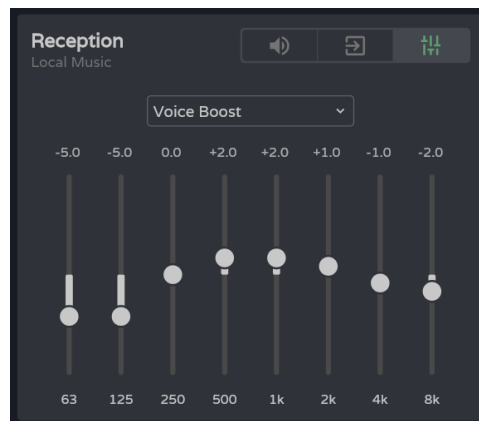 Reception
Local Music
Voice Boost
-5.0 -5.0 0.0 +2.0 +2.0 +1.0 -1.0 -2.0
63 125 250 500 1k 2k 4k 8k